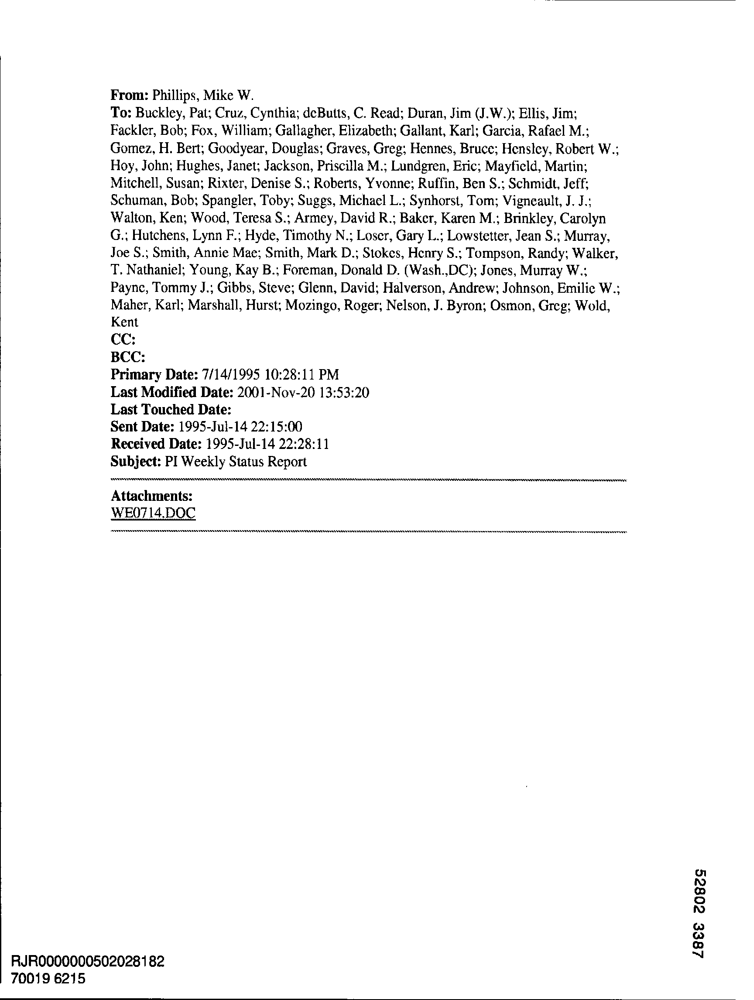 From: Phillips, Mike W.
To: Buckley, Pat; Cruz, Cynthia; deButts, C. Read; Duran, Jim (J.W.); Ellis, Jim;
Fackler, Bob; Fox, William; Gallagher, Elizabeth; Gallant, Karl; Garcia, Rafael M.;
Gomez, H. Bert; Goodyear, Douglas; Graves, Greg; Hennes, Bruce; Hensley, Robert W.;
Hoy, John; Hughes, Janet; Jackson, Priscilla M.; Lundgren, Eric; Mayfield, Martin;
Mitchell, Susan; Rixter, Denise S.; Roberts, Yvonne; Ruffin, Ben S.; Schmidt, Jeff;
Schuman, Bob; Spangler, Toby; Suggs, Michael L.; Synhorst, Tom; Vigneault, J. J.;
Walton, Ken; Wood, Teresa S.; Armey, David R.; Baker, Karen M.; Brinkley, Carolyn
G.; Hutchens, Lynn F.; Hyde, Timothy N.; Loser, Gary L.; Lowstetter, Jean S.; Murray,
Joe S.; Smith, Annie Mae; Smith, Mark D.; Stokes, Henry S.; Tompson, Randy; Walker,
T. Nathaniel; Young, Kay B.; Foreman, Donald D. (Wash.,DC); Jones, Murray W.;
Payne, Tommy J.; Gibbs, Steve; Glenn, David; Halverson, Andrew; Johnson, Emilie W.;
Maher, Karl; Marshall, Hurst; Mozingo, Roger; Nelson, J. Byron; Osmon, Greg; Wold,
Kent
CC:
BCC:
Primary Date: 7/14/1995 10:28:11 PM
Last Modified Date: 2001-Nov-20 13:53:20
Last Touched Date:
Sent Date: 1995-Jul-14 22:15:00
Received Date: 1995-Jul-14 22:28:11
Subject: PI Weekly Status Report
Attachments:
WE0714.DOC
52802 3387
RJR0000000502028182
70019 6215